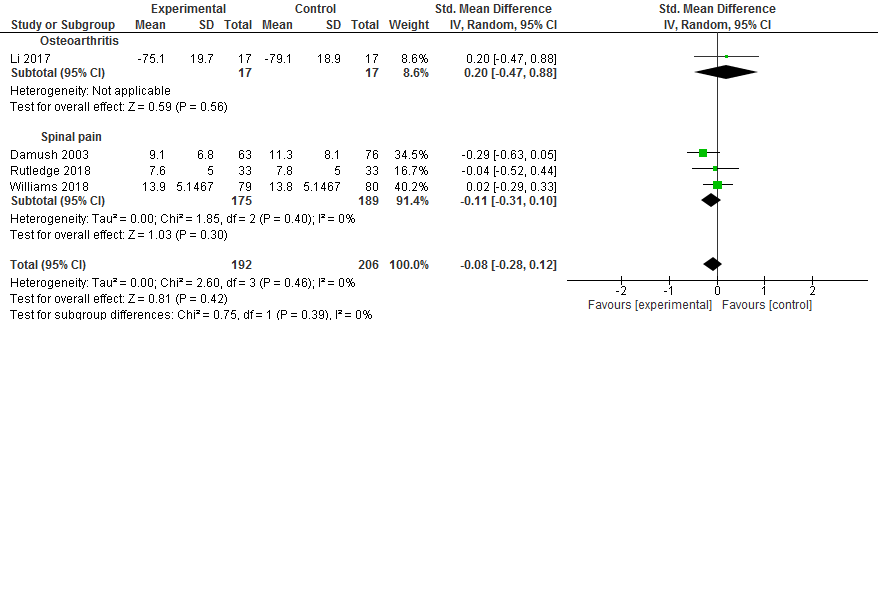 Experimental Control Std. Mean Difference Std. Mean Difference
Study or Subgroup Mean SD Total Mean SD Total Weight IV, Random, 95% CI IV, Random, 95% CI
Osteoarthritis
Li 2017 -75.1 19.7 17 -79.1 18.9 17 8.6% 0.20 [-0.47, 0.88]
Subtotal (95% CI) 17 17 8.6% 0.20 [-0.47, 0.88]
Heterogeneity: Not applicable
Test for overall effect: Z = 0.59 (P = 0.56)
Spinal pain
Damush 2003 9.1 6.8 63 11.3 8.1 76 34.5% -0.29 [-0.63, 0.05]
Rutledge 2018 7.6 5 33 7.8 5 33 16.7% -0.04 [-0.52, 0.44]
Williams 2018 13.9 5.1467 79 13.8 5.1467 80 40.2% 0.02 [-0.29, 0.33]
Subtotal (95% CI) 175 189 91.4% -0.11 [-0.31, 0.10]
Heterogeneity: Tau² = 0.00; Chi² = 1.85, df = 2 (P = 0.40); I² = 0%
Test for overall effect: Z = 1.03 (P = 0.30)
Total (95% CI) 192 206 100.0% -0.08 [-0.28, 0.12]
Heterogeneity: Tau² = 0.00; Chi² = 2.60, df = 3 (P = 0.46); I² = 0%
Test for overall effect: Z = 0.81 (P = 0.42)
Test for subgroup differences: Chi² = 0.75, df = 1 (P = 0.39), I² = 0%
-2 -1 0 1 2
Favours [experimental] Favours [control]